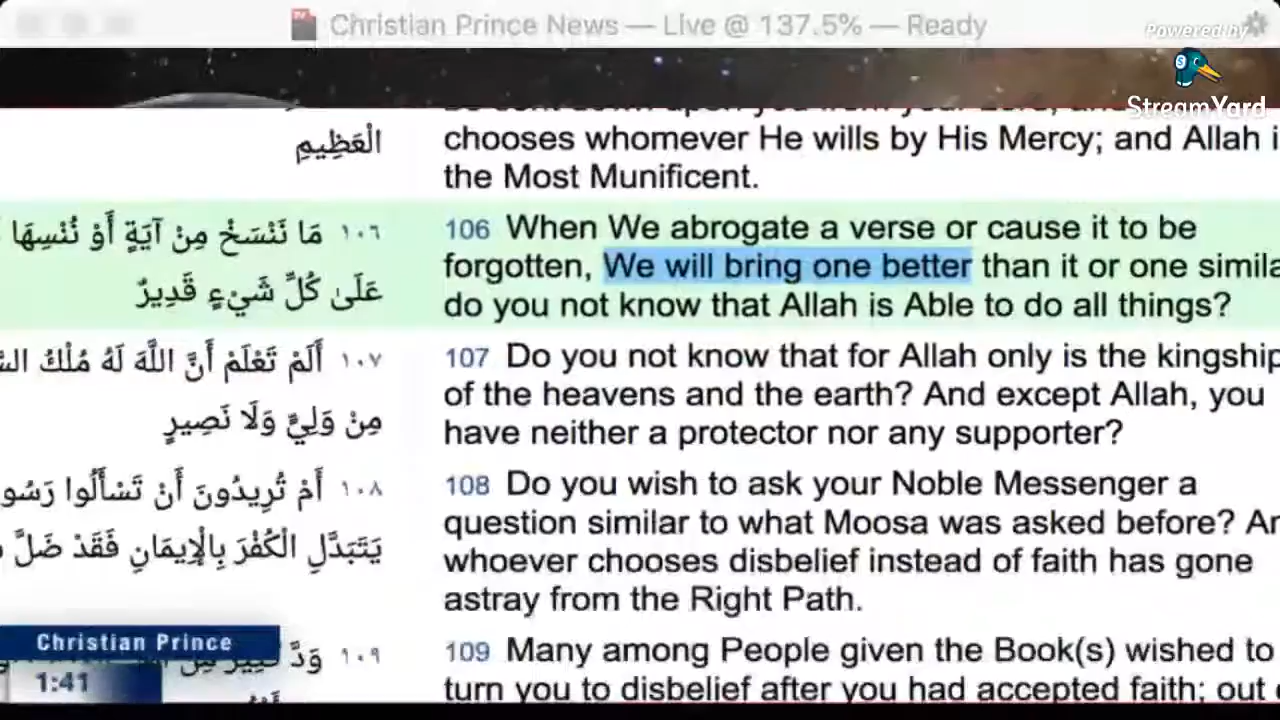 Christian Prince News — Live @ 137.5% — Ready
Powered by
StreamYard
chooses whomever He wills by His Mercy; and Allah i
the Most Munificent.
الْعَظِيمِ
106 When We abrogate a verse or cause it to be
forgotten, We will bring one better than it or one simila
do you not know that Allah is Able to do all things?
١٠٦ مَا نَنْسَخْ مِنْ آيَةٍ أَوْ نُنْسِهَا
عَلَىٰ كُلِّ شَيْءٍ قَدِيرٌ
107 Do you not know that for Allah only is the kingship
of the heavens and the earth? And except Allah, you
have neither a protector nor any supporter?
١٠٧ أَلَمْ تَعْلَمْ أَنَّ اللَّهَ لَهُ مُلْكُ
مِنْ وَلِيٍّ وَلَا نَصِيرٍ
108 Do you wish to ask your Noble Messenger a
question similar to what Moosa was asked before? An
whoever chooses disbelief instead of faith has gone
astray from the Right Path.
١٠٨ أَمْ تُرِيدُونَ أَنْ تَسْأَلُوا رَسُو
يَتَبَدَّلِ الْكُفْرَ بِالْإِيمَانِ فَقَدْ ضَلَّ
109 Many among People given the Book(s) wished to
turn you to disbelief after you had accepted faith; out
١٠٩ وَدَّ
Christian Prince
1:41